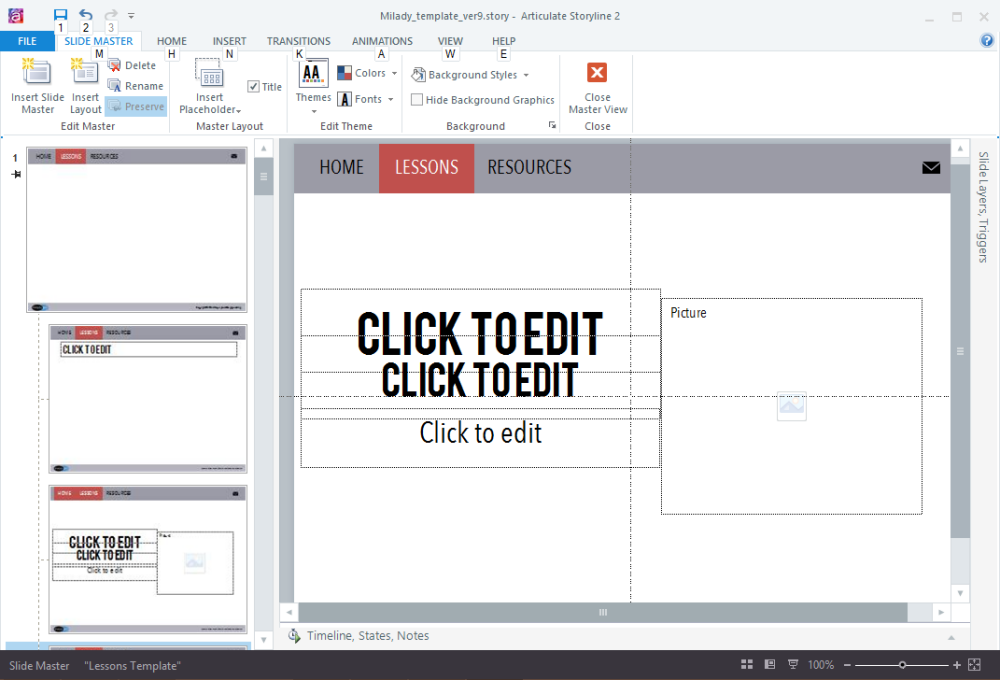 Milady_template_ver9.story - Articulate Storyline 2
1 2 3
FILE SLIDE MASTER HOME INSERT TRANSITIONS ANIMATIONS VIEW HELP
M H N K A W E
Insert Slide Master
Insert Layout
Delete
Rename
Preserve
Edit Master
Insert Placeholder
Title
Master Layout
Themes
Colors
Fonts
Edit Theme
Background Styles
Hide Background Graphics
Background
Close Master View
Close
1
HOME LESSONS RESOURCES
HOME LESSONS RESOURCES
CLICK TO EDIT
HOME LESSONS RESOURCES
CLICK TO EDIT
CLICK TO EDIT
Click to edit
Picture
HOME LESSONS RESOURCES
CLICK TO EDIT
CLICK TO EDIT
Click to edit
Picture
Slide Layers, Triggers
Timeline, States, Notes
Slide Master "Lessons Template" 100%